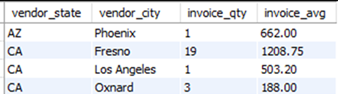 vendor_state vendor_city invoice_qty invoice_avg
AZ Phoenix 1 662.00
CA Fresno 19 1208.75
CA Los Angeles 1 503.20
CA Oxnard 3 188.00